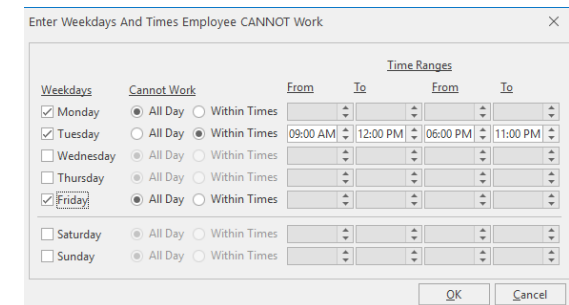 Enter Weekdays And Times Employee CANNOT Work
Time Ranges
Weekdays Cannot Work From To From To
Monday All Day Within Times
Tuesday All Day Within Times 09:00 AM 12:00 PM 06:00 PM 11:00 PM
Wednesday All Day Within Times
Thursday All Day Within Times
Friday All Day Within Times
Saturday All Day Within Times
Sunday All Day Within Times
OK Cancel